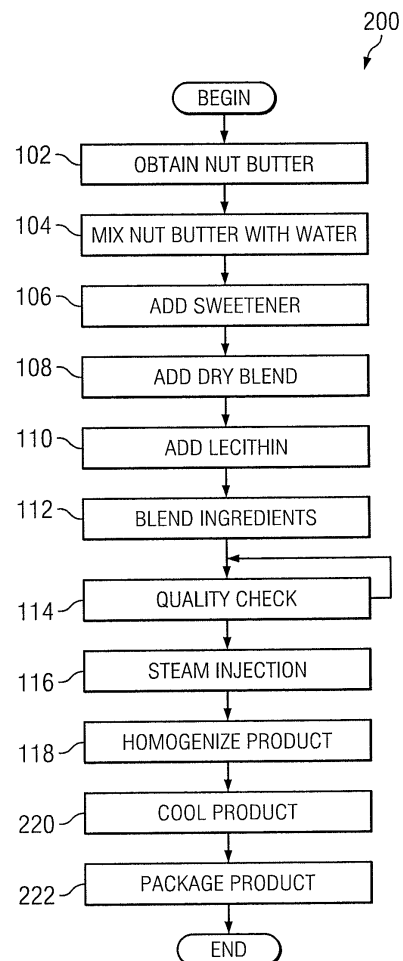 200
BEGIN
102 OBTAIN NUT BUTTER
104 MIX NUT BUTTER WITH WATER
106 ADD SWEETENER
108 ADD DRY BLEND
110 ADD LECITHIN
112 BLEND INGREDIENTS
114 QUALITY CHECK
116 STEAM INJECTION
118 HOMOGENIZE PRODUCT
220 COOL PRODUCT
222 PACKAGE PRODUCT
END